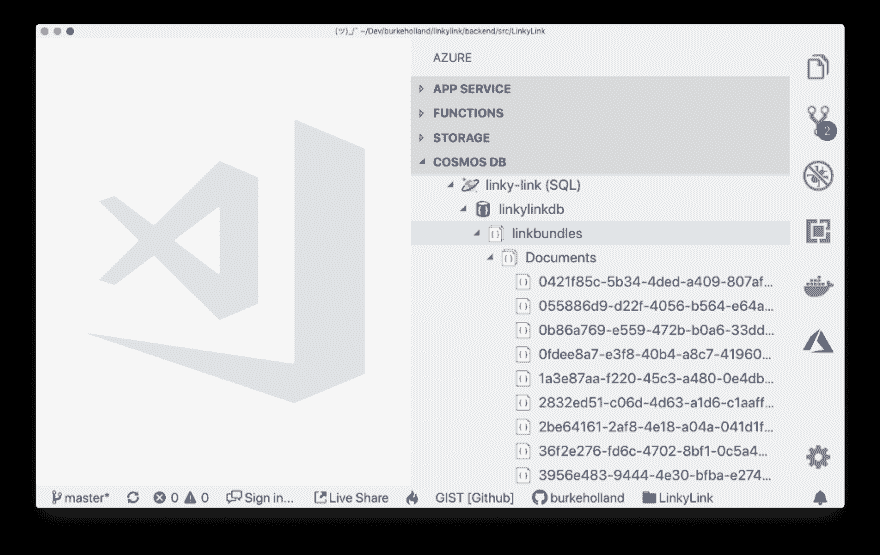 ~/Dev/burkeholland/linkylink/backend/src/LinkyLink
AZURE
APP SERVICE
FUNCTIONS
STORAGE
COSMOS DB
linky-link (SQL)
linkylinkdb
linkbundles
Documents
0421f85c-5b34-4ded-a409-807af...
055886d9-d22f-4056-b564-e64a...
0b86a769-e559-472b-b0a6-33dd...
0fdee8a7-e3f8-40b4-a8c7-41960...
1a3e87aa-f220-45c3-a480-0e4db...
2832ed51-c06d-4d63-a1d6-c1aaff...
2be64161-2af8-4e18-a04a-041d1f...
36f2e276-fd6c-4702-8bf1-0c5a4...
3956e483-9444-4e30-bfba-e274...
2
master* 0 0 Sign in... Live Share GIST [Github] burkeholland LinkyLink